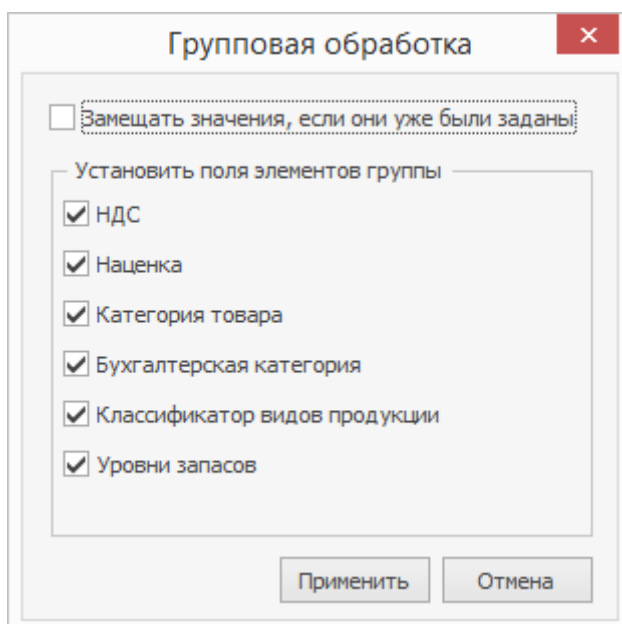 Групповая обработка
Замещать значения, если они уже были заданы
Установить поля элементов группы
НДС
Наценка
Категория товара
Бухгалтерская категория
Классификатор видов продукции
Уровни запасов
Применить Отмена